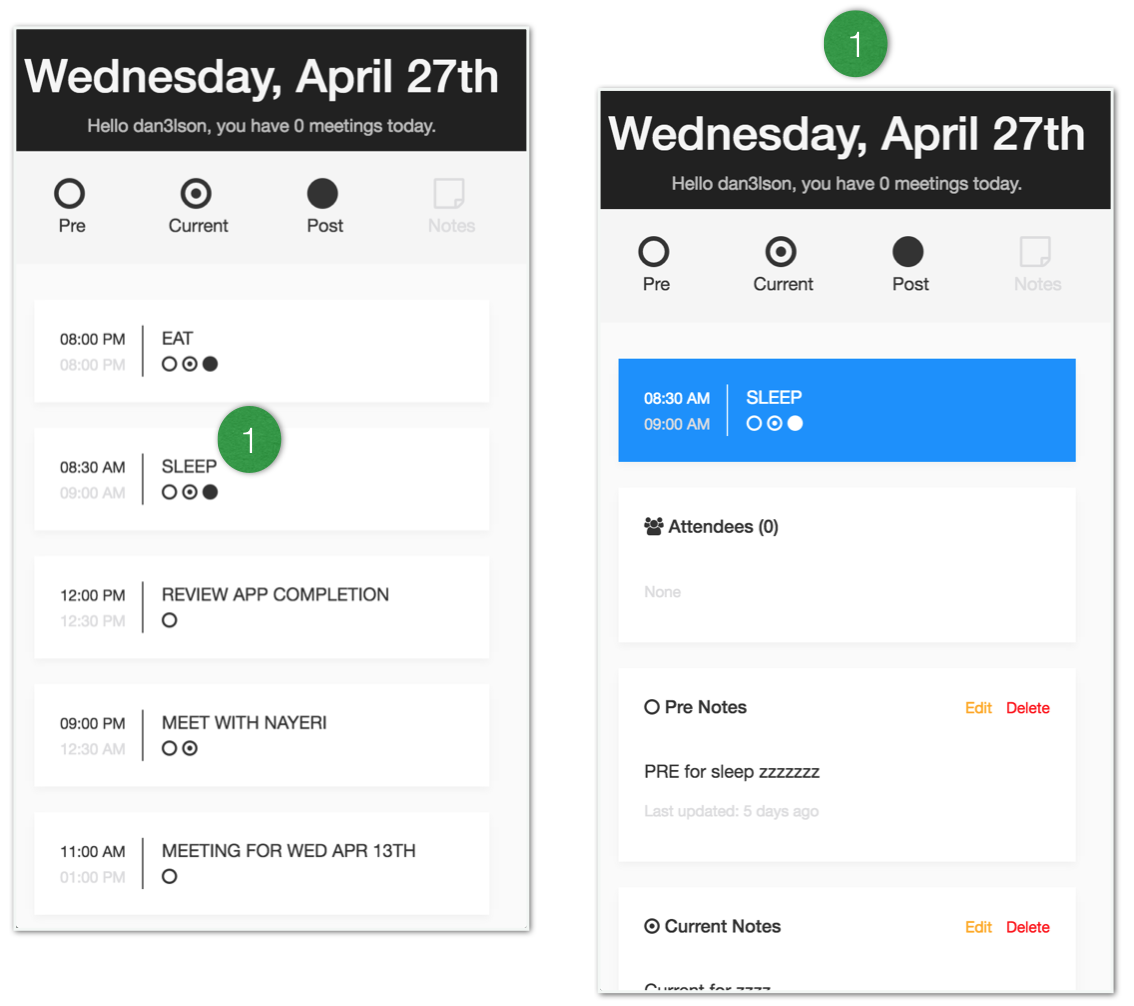 Wednesday, April 27th
Hello dan3lson, you have 0 meetings today.
Pre Current Post Notes
08:00 PM EAT
08:00 PM
1
08:30 AM SLEEP
09:00 AM
12:00 PM REVIEW APP COMPLETION
12:30 PM
09:00 PM MEET WITH NAYERI
12:30 AM
11:00 AM MEETING FOR WED APR 13TH
01:00 PM
1
Wednesday, April 27th
Hello dan3lson, you have 0 meetings today.
Pre Current Post Notes
08:30 AM SLEEP
09:00 AM
Attendees (0)
None
Pre Notes Edit Delete
PRE for sleep zzzzzzz
Last updated: 5 days ago
Current Notes Edit Delete
Current for zzzz